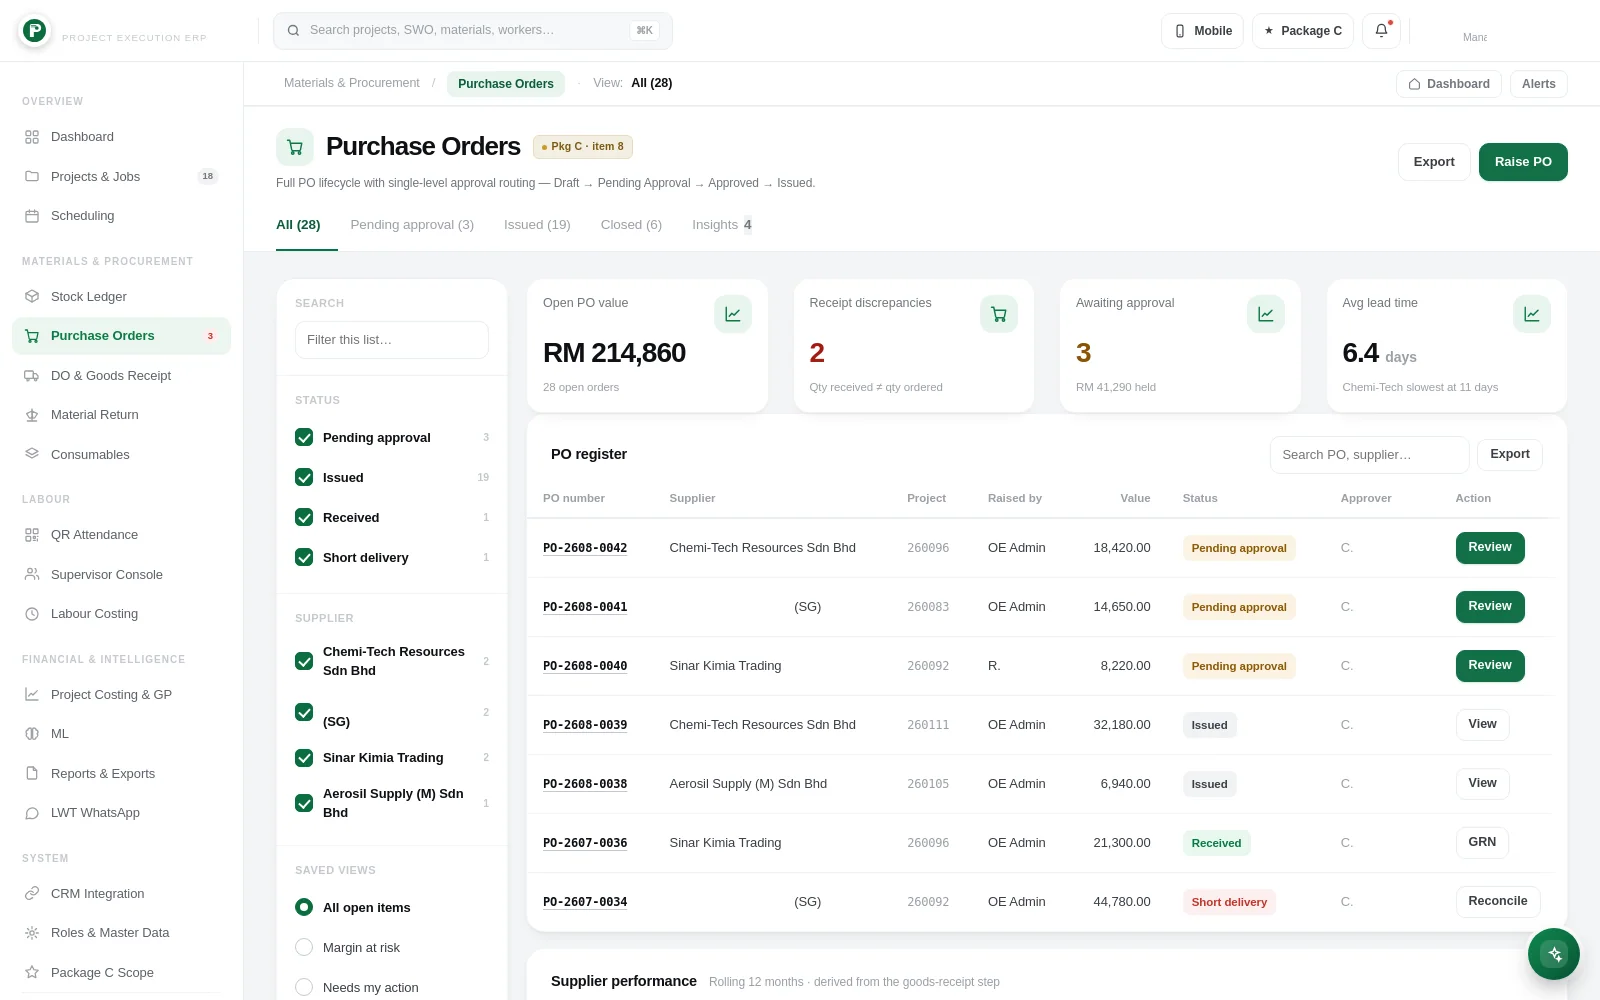 PROJECT EXECUTION ERP
Search projects, SWO, materials, workers…
⌘K
Mobile
★ Package C
OVERVIEW
Dashboard
Projects & Jobs 18
Scheduling
MATERIALS & PROCUREMENT
Stock Ledger
Purchase Orders 3
DO & Goods Receipt
Material Return
Consumables
LABOUR
QR Attendance
Supervisor Console
Labour Costing
FINANCIAL & INTELLIGENCE
Project Costing & GP
ML
Reports & Exports
LWT WhatsApp
SYSTEM
CRM Integration
Roles & Master Data
Package C Scope
Materials & Procurement / Purchase Orders · View: All (28)
Dashboard
Alerts
Purchase Orders
Pkg C · item 8
Full PO lifecycle with single-level approval routing — Draft → Pending Approval → Approved → Issued.
Export
Raise PO
All (28)
Pending approval (3)
Issued (19)
Closed (6)
Insights 4
SEARCH
Filter this list…
STATUS
Pending approval 3
Issued 19
Received 1
Short delivery 1
SUPPLIER
Chemi-Tech Resources
Sdn Bhd 2
(SG) 2
Sinar Kimia Trading 2
Aerosil Supply (M) Sdn
Bhd 1
SAVED VIEWS
All open items
Margin at risk
Needs my action
Open PO value
RM 214,860
28 open orders
Receipt discrepancies
2
Qty received ≠ qty ordered
Awaiting approval
3
RM 41,290 held
Avg lead time
6.4 days
Chemi-Tech slowest at 11 days
PO register
Search PO, supplier…
Export
PO number Supplier Project Raised by Value Status Approver Action
PO-2608-0042 Chemi-Tech Resources Sdn Bhd 260096 OE Admin 18,420.00 Pending approval C. Review
PO-2608-0041 (SG) 260083 OE Admin 14,650.00 Pending approval C. Review
PO-2608-0040 Sinar Kimia Trading 260092 R. 8,220.00 Pending approval C. Review
PO-2608-0039 Chemi-Tech Resources Sdn Bhd 260111 OE Admin 32,180.00 Issued C. View
PO-2608-0038 Aerosil Supply (M) Sdn Bhd 260105 OE Admin 6,940.00 Issued C. View
PO-2607-0036 Sinar Kimia Trading 260096 OE Admin 21,300.00 Received C. GRN
PO-2607-0034 (SG) 260092 OE Admin 44,780.00 Short delivery C. Reconcile
Supplier performance Rolling 12 months · derived from the goods-receipt step